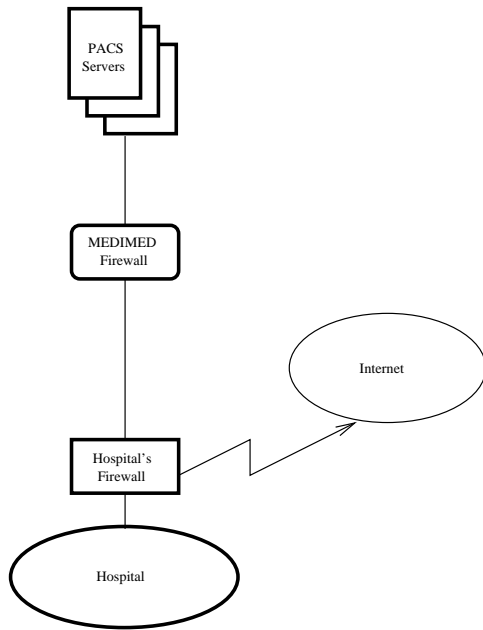 PACS
Servers
MEDIMED
Firewall
Internet
Hospital's
Firewall
Hospital